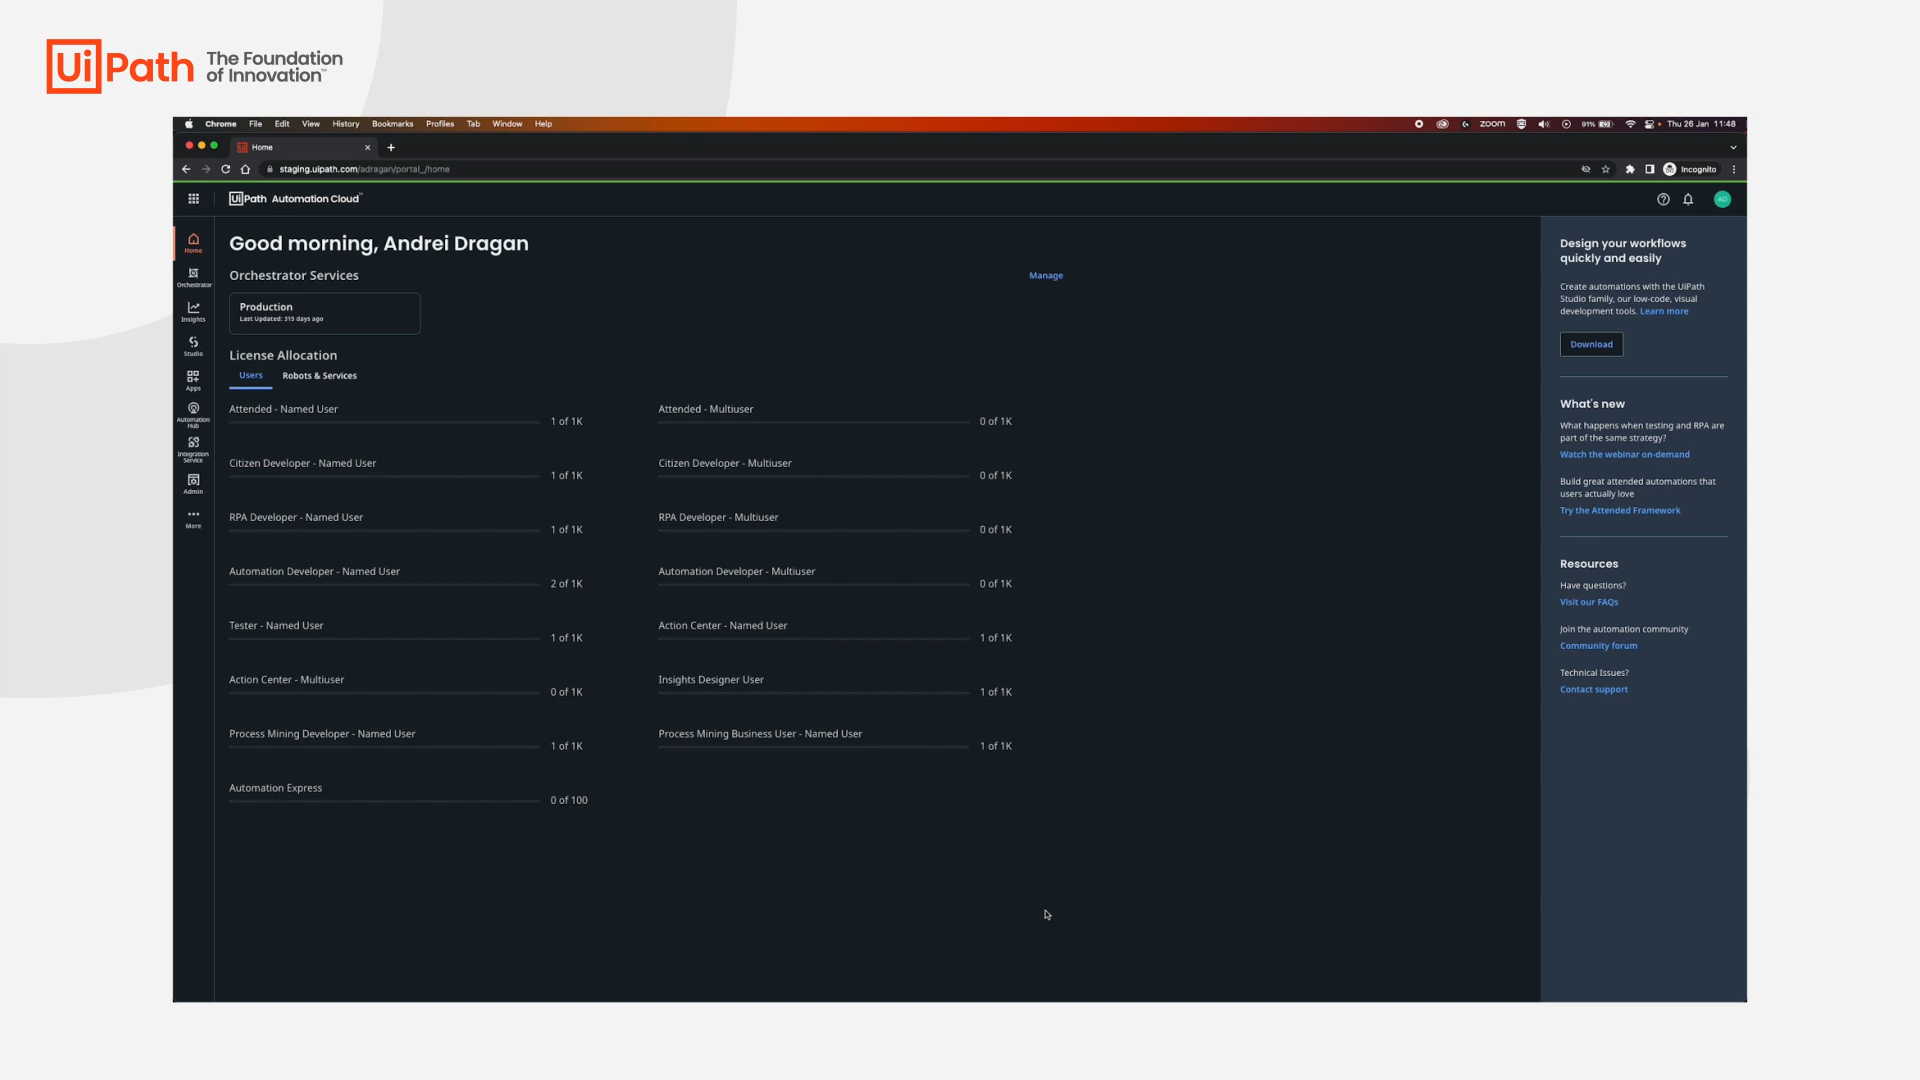 UiPath The Foundation
of Innovation™
Chrome File Edit View History Bookmarks Profiles Tab Window Help
zoom 91% Thu 26 Jan 11:48
Home
staging.uipath.com/adragan/portal_/home
Incognito
UiPath Automation Cloud™
AD
Home
Orchestrator
Insights
Studio
Apps
Automation
Hub
Integration
Service
Admin
More
Good morning, Andrei Dragan
Orchestrator Services
Manage
Production
Last Updated: 315 days ago
License Allocation
Users Robots & Services
Attended - Named User
1 of 1K
Attended - Multiuser
0 of 1K
Citizen Developer - Named User
1 of 1K
Citizen Developer - Multiuser
0 of 1K
RPA Developer - Named User
1 of 1K
RPA Developer - Multiuser
0 of 1K
Automation Developer - Named User
2 of 1K
Automation Developer - Multiuser
0 of 1K
Tester - Named User
1 of 1K
Action Center - Named User
1 of 1K
Action Center - Multiuser
0 of 1K
Insights Designer User
1 of 1K
Process Mining Developer - Named User
1 of 1K
Process Mining Business User - Named User
1 of 1K
Automation Express
0 of 100
Design your workflows
quickly and easily
Create automations with the UiPath
Studio family, our low-code, visual
development tools. Learn more
Download
What's new
What happens when testing and RPA are
part of the same strategy?
Watch the webinar on-demand
Build great attended automations that
users actually love
Try the Attended Framework
Resources
Have questions?
Visit our FAQs
Join the automation community
Community forum
Technical Issues?
Contact support